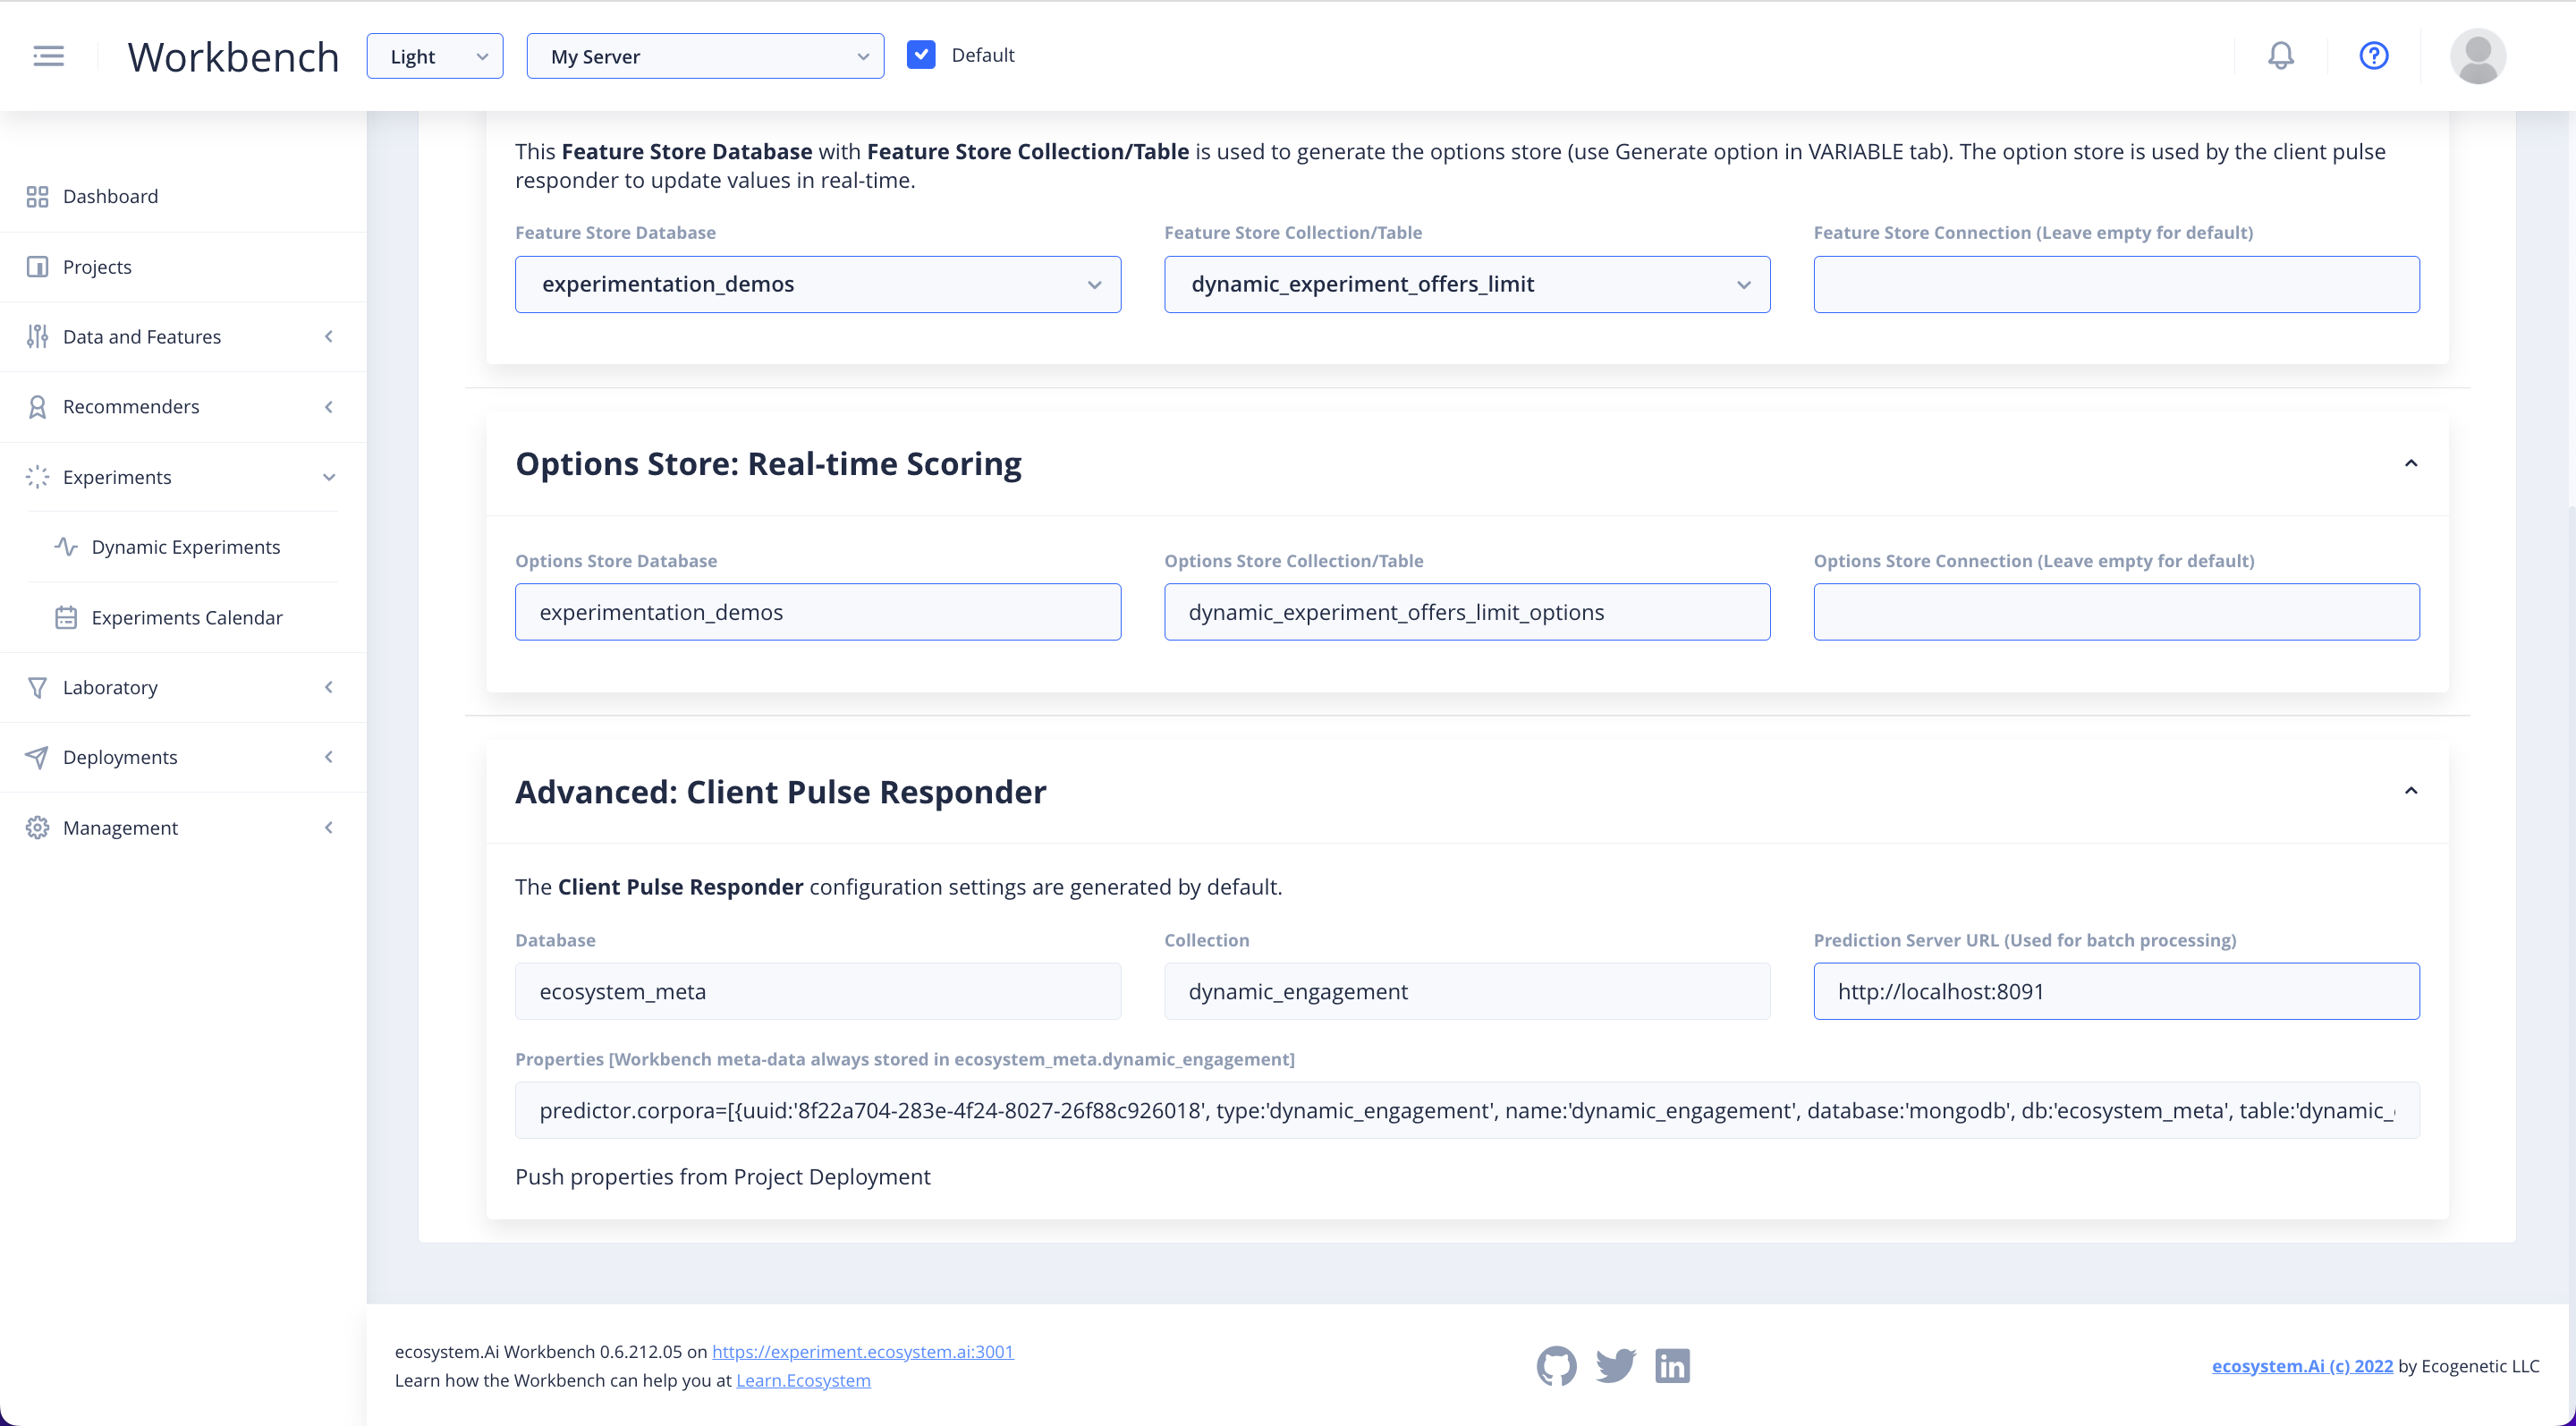 Workbench
Light
My Server
Default
Dashboard
Projects
Data and Features
Recommenders
Experiments
Dynamic Experiments
Experiments Calendar
Laboratory
Deployments
Management
This Feature Store Database with Feature Store Collection/Table is used to generate the options store (use Generate option in VARIABLE tab). The option store is used by the client pulse
responder to update values in real-time.
Feature Store Database
Feature Store Collection/Table
Feature Store Connection (Leave empty for default)
experimentation_demos
dynamic_experiment_offers_limit
Options Store: Real-time Scoring
Options Store Database
Options Store Collection/Table
Options Store Connection (Leave empty for default)
experimentation_demos
dynamic_experiment_offers_limit_options
Advanced: Client Pulse Responder
The Client Pulse Responder configuration settings are generated by default.
Database
Collection
Prediction Server URL (Used for batch processing)
ecosystem_meta
dynamic_engagement
http://localhost:8091
Properties [Workbench meta-data always stored in ecosystem_meta.dynamic_engagement]
predictor.corpora=[{uuid:'8f22a704-283e-4f24-8027-26f88c926018', type:'dynamic_engagement', name:'dynamic_engagement', database:'mongodb', db:'ecosystem_meta', table:'dynamic_
Push properties from Project Deployment
ecosystem.Ai Workbench 0.6.212.05 on https://experiment.ecosystem.ai:3001
Learn how the Workbench can help you at Learn.Ecosystem
ecosystem.Ai (c) 2022 by Ecogenetic LLC